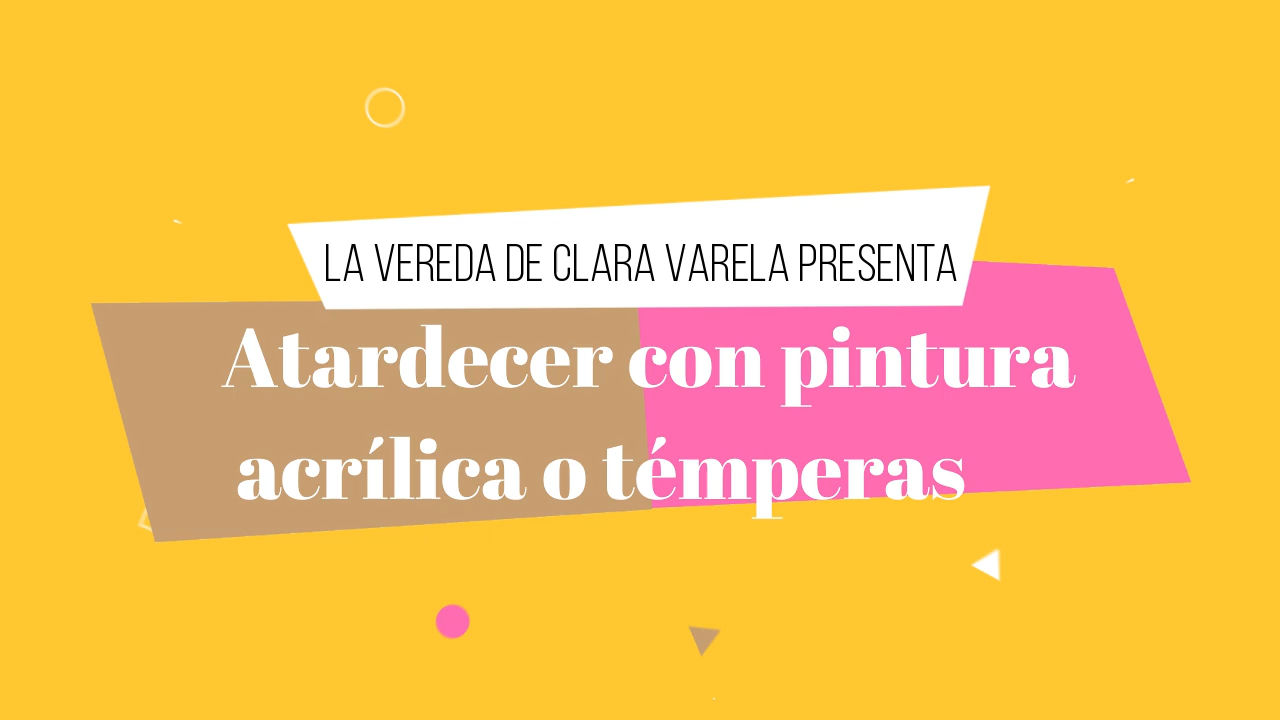 LA VEREDA DE CLARA VARELA PRESENTA
Atardecer con pintura
acrílica o témperas